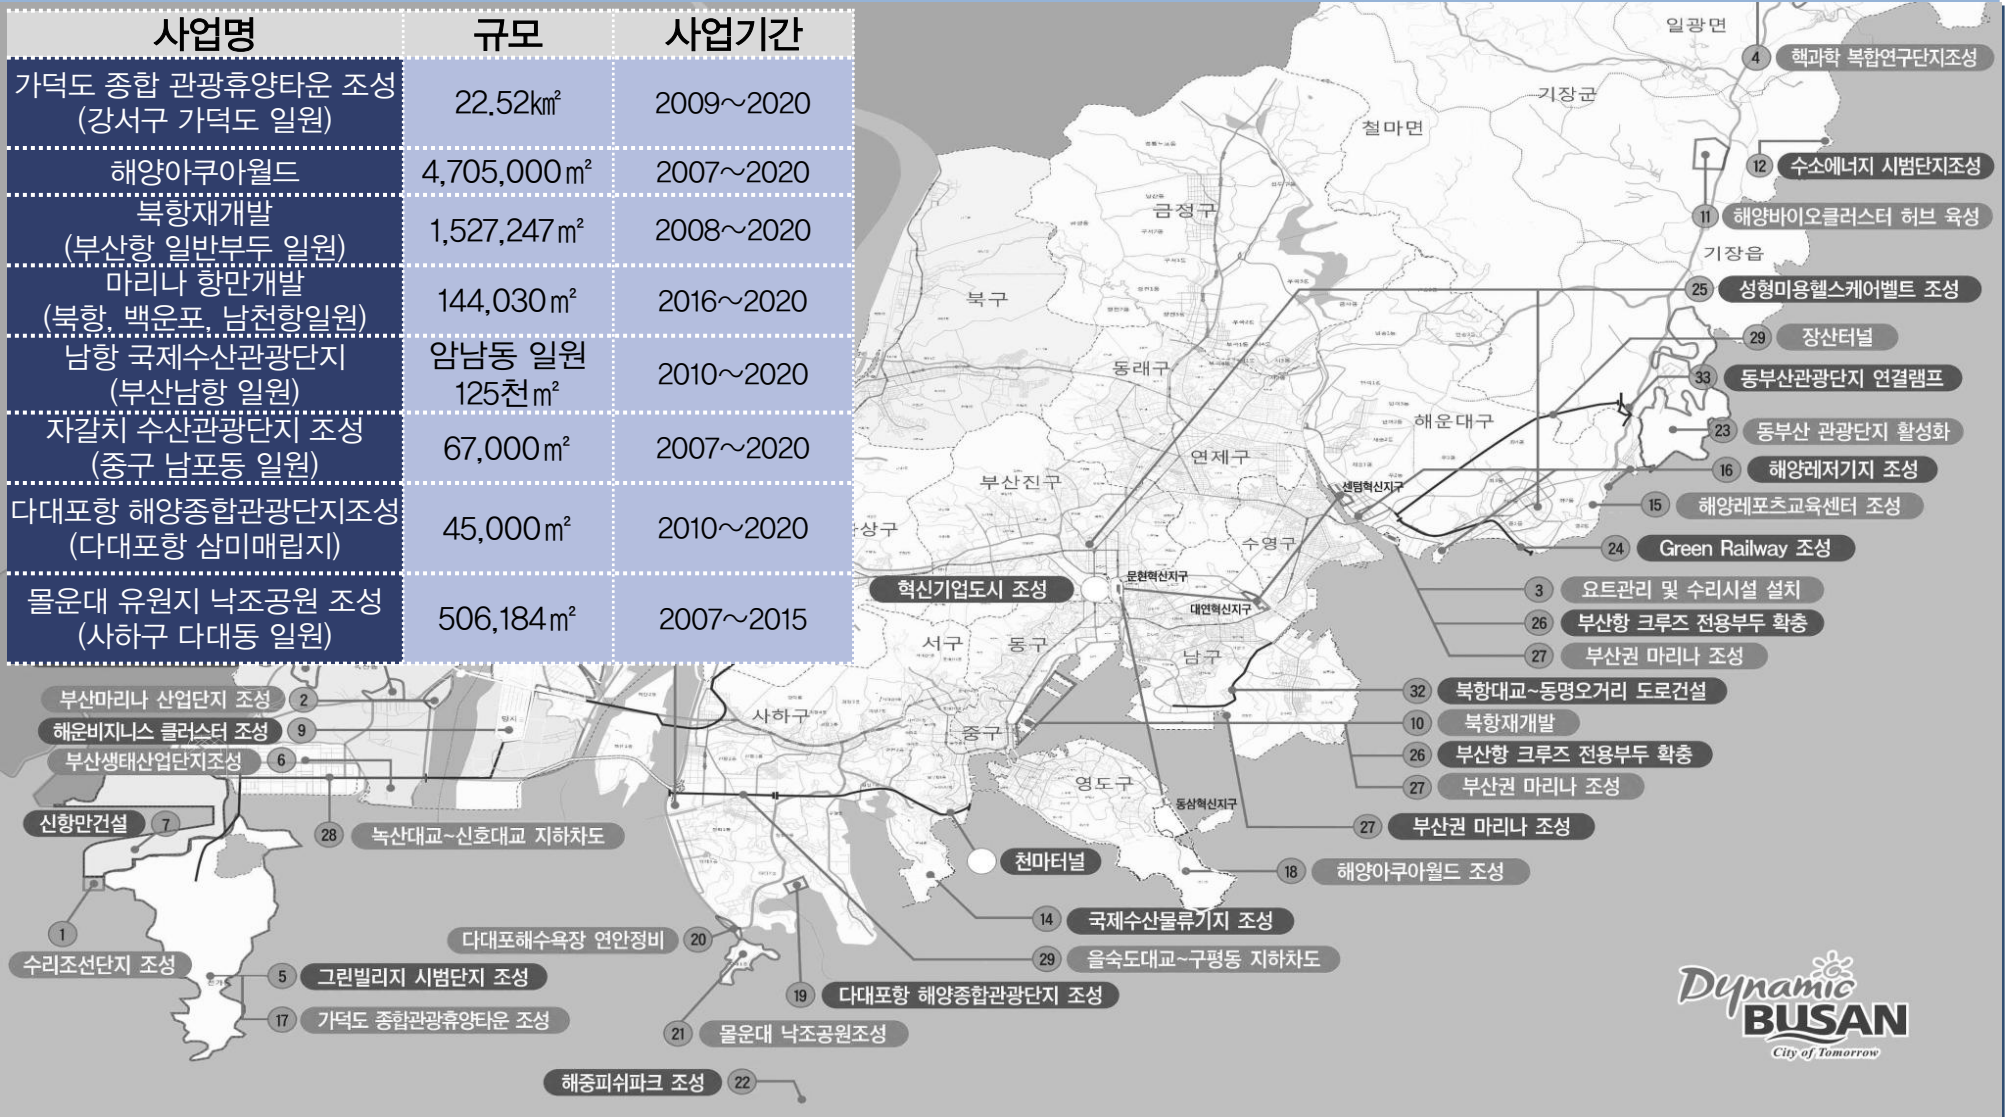 사업명 규모 사업기간
가덕도 종합 관광휴양타운 조성
(강서구 가덕도 일원) 22.52㎢ 2009~2020
해양아쿠아월드 4,705,000㎡ 2007~2020
북항재개발
(부산항 일반부두 일원) 1,527,247㎡ 2008~2020
마리나 항만개발
(북항, 백운포, 남천항일원) 144,030㎡ 2016~2020
남항 국제수산관광단지
(부산남항 일원) 암남동 일원
125천㎡ 2010~2020
자갈치 수산관광단지 조성
(중구 남포동 일원) 67,000㎡ 2007~2020
다대포항 해양종합관광단지조성
(다대포항 삼미매립지) 45,000㎡ 2010~2020
몰운대 유원지 낙조공원 조성
(사하구 다대동 일원) 506,184㎡ 2007~2015
일광면
4 핵과학 복합연구단지조성
기장군
철마면
12 수소에너지 시범단지조성
금정구
11 해양바이오클러스터 허브 육성
기장읍
북구
25 성형미용헬스케어벨트 조성
29 장산터널
동래구
33 동부산관광단지 연결램프
해운대구
23 동부산 관광단지 활성화
연제구
16 해양레저기지 조성
부산진구
센텀혁신지구
15 해양레포츠교육센터 조성
상구
수영구
24 Green Railway 조성
문현혁신지구
혁신기업도시 조성
3 요트관리 및 수리시설 설치
대연혁신지구
26 부산항 크루즈 전용부두 확충
서구
동구
남구
27 부산권 마리나 조성
32 북항대교~동명오거리 도로건설
부산마리나 산업단지 조성 2
사하구
중구
10 북항재개발
해운비지니스 클러스터 조성 9
26 부산항 크루즈 전용부두 확충
부산생태산업단지조성 6
영도구
27 부산권 마리나 조성
동삼혁신지구
신항만건설 7
28 녹산대교~신호대교 지하차도
27 부산권 마리나 조성
천마터널
18 해양아쿠아월드 조성
14 국제수산물류기지 조성
1
수리조선단지 조성
다대포해수욕장 연안정비 20
29 을숙도대교~구평동 지하차도
5 그린빌리지 시범단지 조성
19 다대포항 해양종합관광단지 조성
17 가덕도 종합관광휴양타운 조성
21 몰운대 낙조공원조성
해중피쉬파크 조성 22
Dynamic
BUSAN
City of Tomorrow